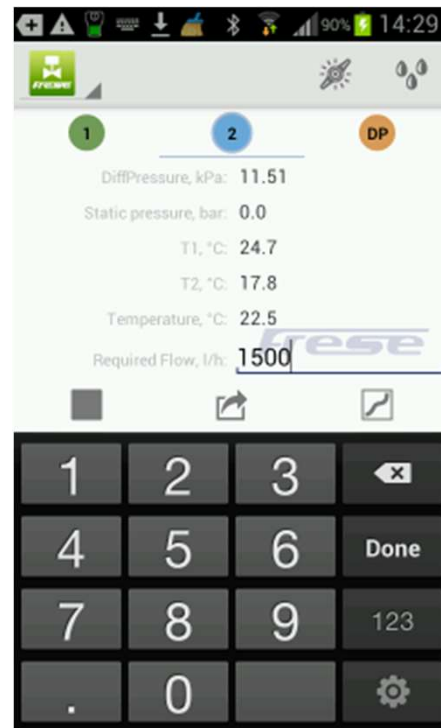 90% 14:29
FRESE
1 2 DP
DiffPressure, kPa: 11.51
Static pressure, bar: 0.0
T1, °C: 24.7
T2, °C: 17.8
Temperature, °C: 22.5
Frese
Required Flow, l/h: 1500
1 2 3
4 5 6 Done
7 8 9 123
. 0